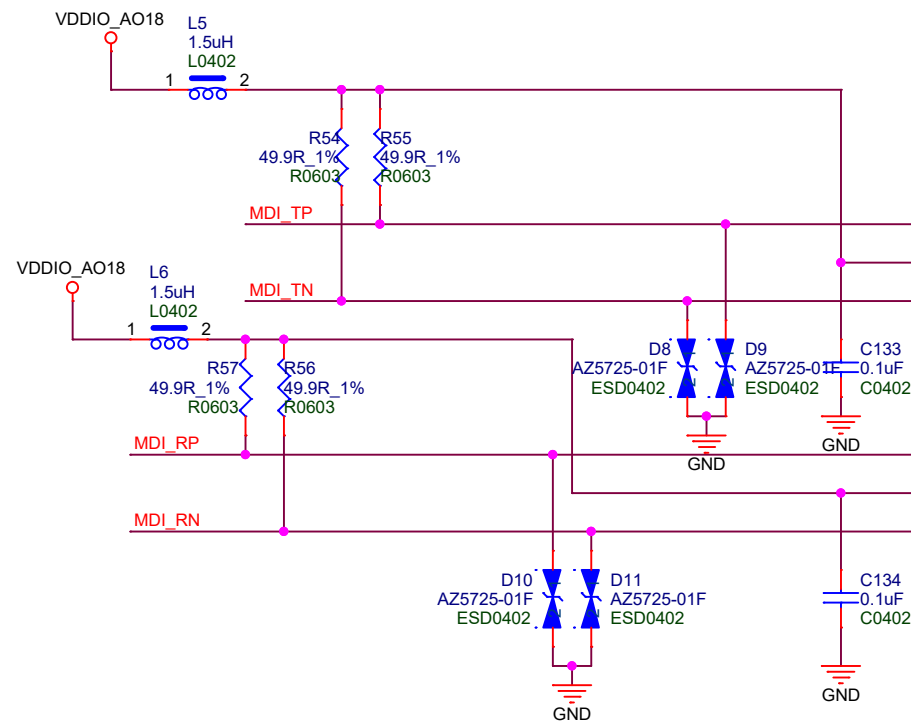 VDDIO_AO18
L5
1.5uH
L0402
1
2
R54
49.9R_1%
R0603
R55
49.9R_1%
R0603
MDI_TP
VDDIO_AO18
L6
1.5uH
L0402
1
2
MDI_TN
R57
49.9R_1%
R0603
R56
49.9R_1%
R0603
D8
AZ5725-01F
ESD0402
D9
AZ5725-01F
ESD0402
C133
0.1uF
C0402
GND
GND
MDI_RP
MDI_RN
D10
AZ5725-01F
ESD0402
D11
AZ5725-01F
ESD0402
C134
0.1uF
C0402
GND
GND